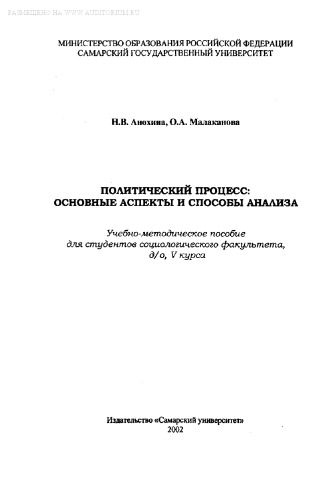 РАЗМЕЩЕНО НА WWW.AUDITORIUM.RU
МИНИСТЕРСТВО ОБРАЗОВАНИЯ РОССИЙСКОЙ ФЕДЕРАЦИИ
САМАРСКИЙ ГОСУДАРСТВЕННЫЙ УНИВЕРСИТЕТ
Н.В. Анохина, О.А. Малаканова
ПОЛИТИЧЕСКИЙ ПРОЦЕСС:
ОСНОВНЫЕ АСПЕКТЫ И СПОСОБЫ АНАЛИЗА
Учебно-методическое пособие
для студентов социологического факультета,
д/о, V курса
Издательство «Самарский университет»
2002